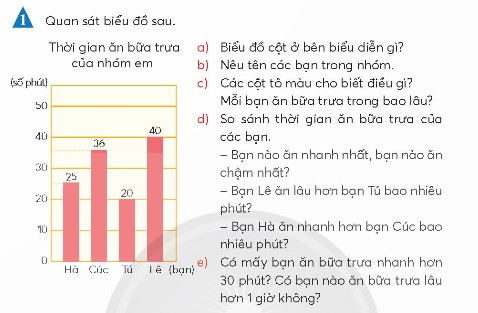 1 Quan sát biểu đồ sau.
Thời gian ăn bữa trưa
của nhóm em
(số phút)
50
40
30
20
10
0
25
36
20
40
Hà Cúc Tú Lê (bạn)
a) Biểu đồ cột ở bên biểu diễn gì?
b) Nêu tên các bạn trong nhóm.
c) Các cột tô màu cho biết điều gì?
Mỗi bạn ăn bữa trưa trong bao lâu?
d) So sánh thời gian ăn bữa trưa của
các bạn.
– Bạn nào ăn nhanh nhất, bạn nào ăn
chậm nhất?
– Bạn Lê ăn lâu hơn bạn Tú bao nhiêu
phút?
– Bạn Hà ăn nhanh hơn bạn Cúc bao
nhiêu phút?
e) Có mấy bạn ăn bữa trưa nhanh hơn
30 phút? Có bạn nào ăn bữa trưa lâu
hơn 1 giờ không?